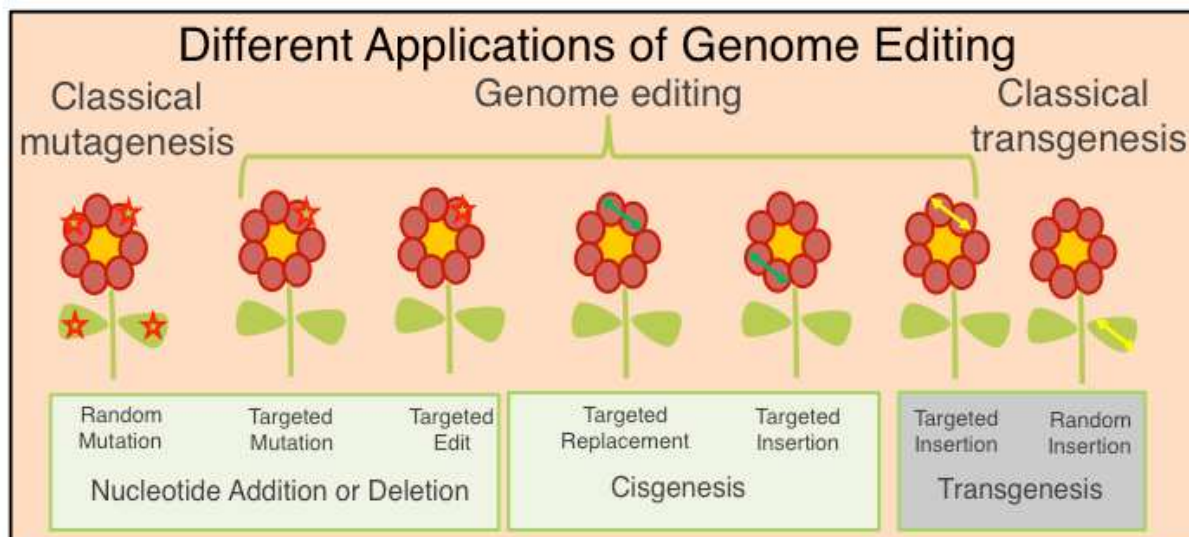 Different Applications of Genome Editing
Classical
mutagenesis
Genome editing
Classical
transgenesis
Random
Mutation
Targeted
Mutation
Targeted
Edit
Nucleotide Addition or Deletion
Targeted
Replacement
Targeted
Insertion
Cisgenesis
Targeted
Insertion
Random
Insertion
Transgenesis